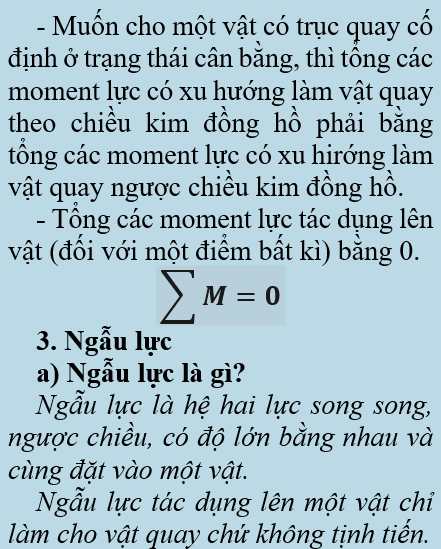 - Muốn cho một vật có trục quay cố
định ở trạng thái cân bằng, thì tổng các
moment lực có xu hướng làm vật quay
theo chiều kim đồng hồ phải bằng
tổng các moment lực có xu hirớng làm
vật quay ngược chiều kim đồng hồ.
- Tổng các moment lực tác dụng lên
vật (đối với một điểm bất kì) bằng 0.
∑ M = 0
3. Ngẫu lực
a) Ngẫu lực là gì?
Ngẫu lực là hệ hai lực song song,
ngược chiều, có độ lớn bằng nhau và
cùng đặt vào một vật.
Ngẫu lực tác dụng lên một vật chỉ
làm cho vật quay chứ không tịnh tiến.